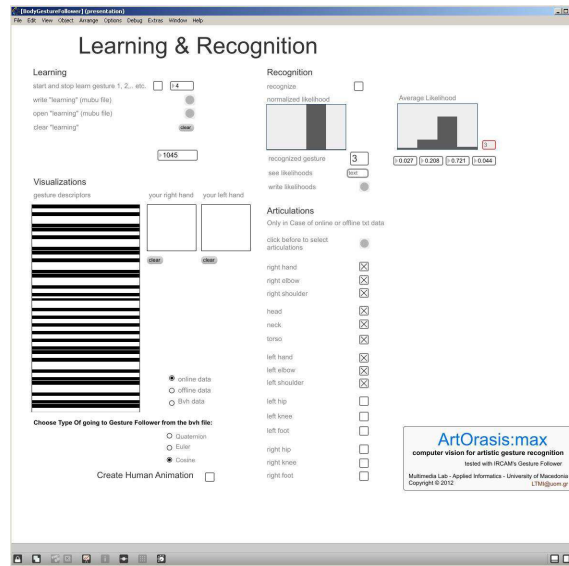 [BodyGestureFollower] (presentation)
File Edit View Object Arrange Options Debug Extras Window Help
Learning & Recognition
Learning
start and stop learn gesture 1, 2,.. etc.
4
write "learning" (mubu file)
open "learning" (mubu file)
clear "learning"
clear
1045
Visualizations
gesture descriptors
your right hand
your left hand
clear
clear
online data
offline data
Bvh data
Choose Type Of going to Gesture Follower from the bvh file:
Quaternion
Euler
Cosine
Create Human Animation
Recognition
recognize
normalized likelihood
Average Likelihood
3
recognized gesture
3
0.027 0.208 0.721 0.044
see likelihoods
text
write likelihoods
Articulations
Only in Case of online or offline txt data
click before to select
articulations
right hand
right elbow
right shoulder
head
neck
torso
left hand
left elbow
left shoulder
left hip
left knee
left foot
right hip
right knee
right foot
ArtOrasis:max
computer vision for artistic gesture recognition
tested with IRCAM's Gesture Follower
Multimedia Lab - Applied Informatics - University of Macedonia
Copyright © 2012
LTMI@uom.gr